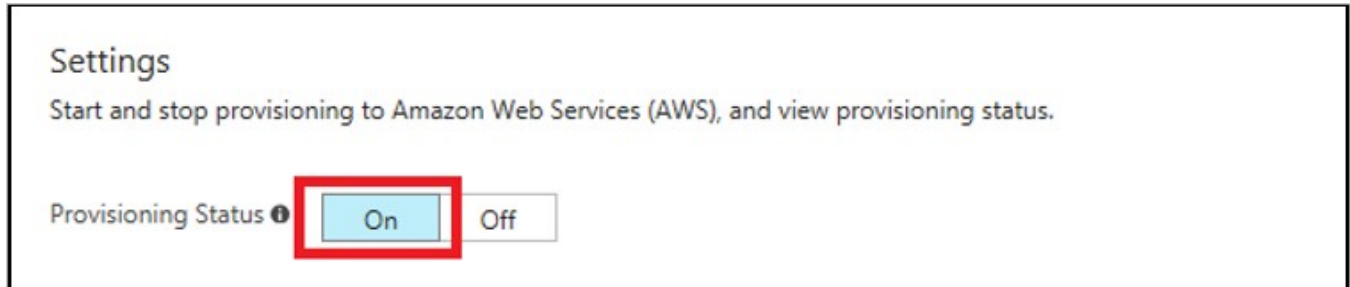 Settings
Start and stop provisioning to Amazon Web Services (AWS), and view provisioning status.
Provisioning Status On Off